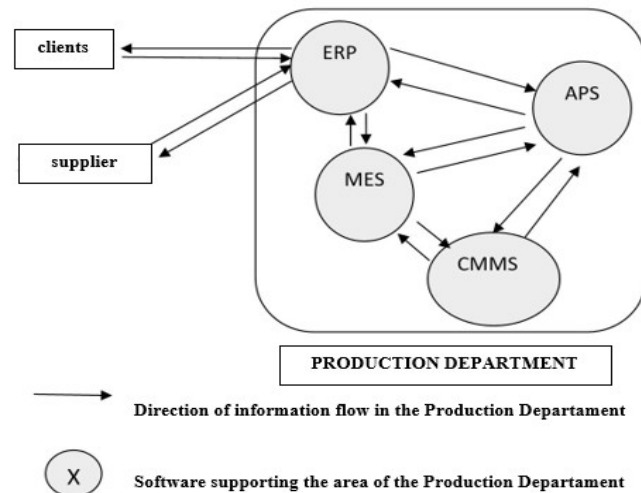 clients
ERP
APS
supplier
MES
CMMS
PRODUCTION DEPARTMENT
Direction of information flow in the Production Departament
X
Software supporting the area of the Production Departament